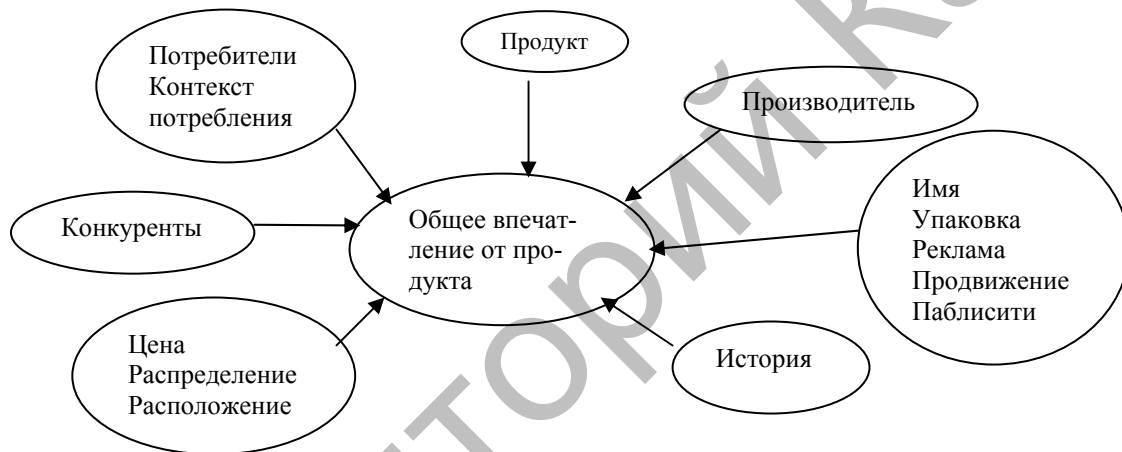 Продукт
Потребители
Контекст
потребления
Производитель
Конкуренты
Общее впечат-
ление от про-
дукта
Имя
Упаковка
Реклама
Продвижение
Паблисити
Цена
Распределение
Расположение
История